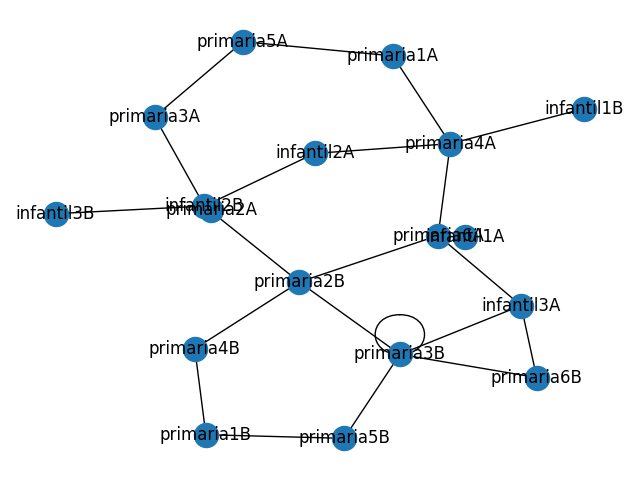 primaria5A
primaria1A
infantil1B
primaria3A
primaria4A
infantil2A
infantil2B
primaria2A
infantil3B
primaria6A
infantil1A
primaria2B
infantil3A
primaria4B
primaria3B
primaria6B
primaria1B
primaria5B